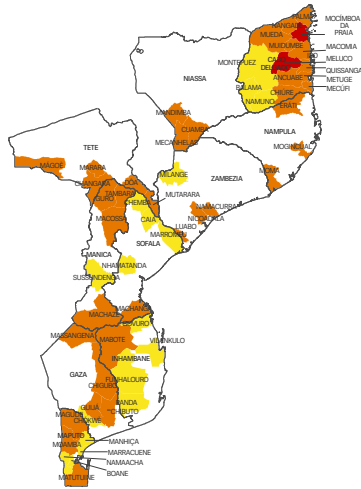 PALMA
NANGADE
MOCÍMBOA
DA
PRAIA
MUEDA
MUIDUMBE
MACOMIA
MONTEPUEZ
MELUCO
QUISSANGA
NIASSA
ANCUABE
METUGE
BALAMA
CHIURE
MECÚFI
NAMUNO
ERATI
MANDIMBA
CUAMBA
NAMPULA
MECANHELAS
MOGINCUAL
TETE
MÁGOE
MARARA
MILANGE
ZAMBEZIA
MOMA
CHANGARA
DOA
TAMBARA
MUTARARA
GURO
CHEMBA
NAMACURRA
MACOSSA
CAIA
NICOADALA
LUABO
MARROMEU
SOFALA
MANICA
NHAMATANDA
SUSSUNDENGA
MACHANGA
MACHAZE
GOVURO
MASSANGENA
MABOTE
VILANKULO
INHAMBANE
GAZA
FUNHALOURO
CHIGUBO
PANDA
GUIJÁ
CHIBUTO
MAGUDE
CHOKWÉ
MAPUTO
MANHIÇA
MOAMBA
MARRACUENE
NAMAACHA
BOANE
MATUTUINE